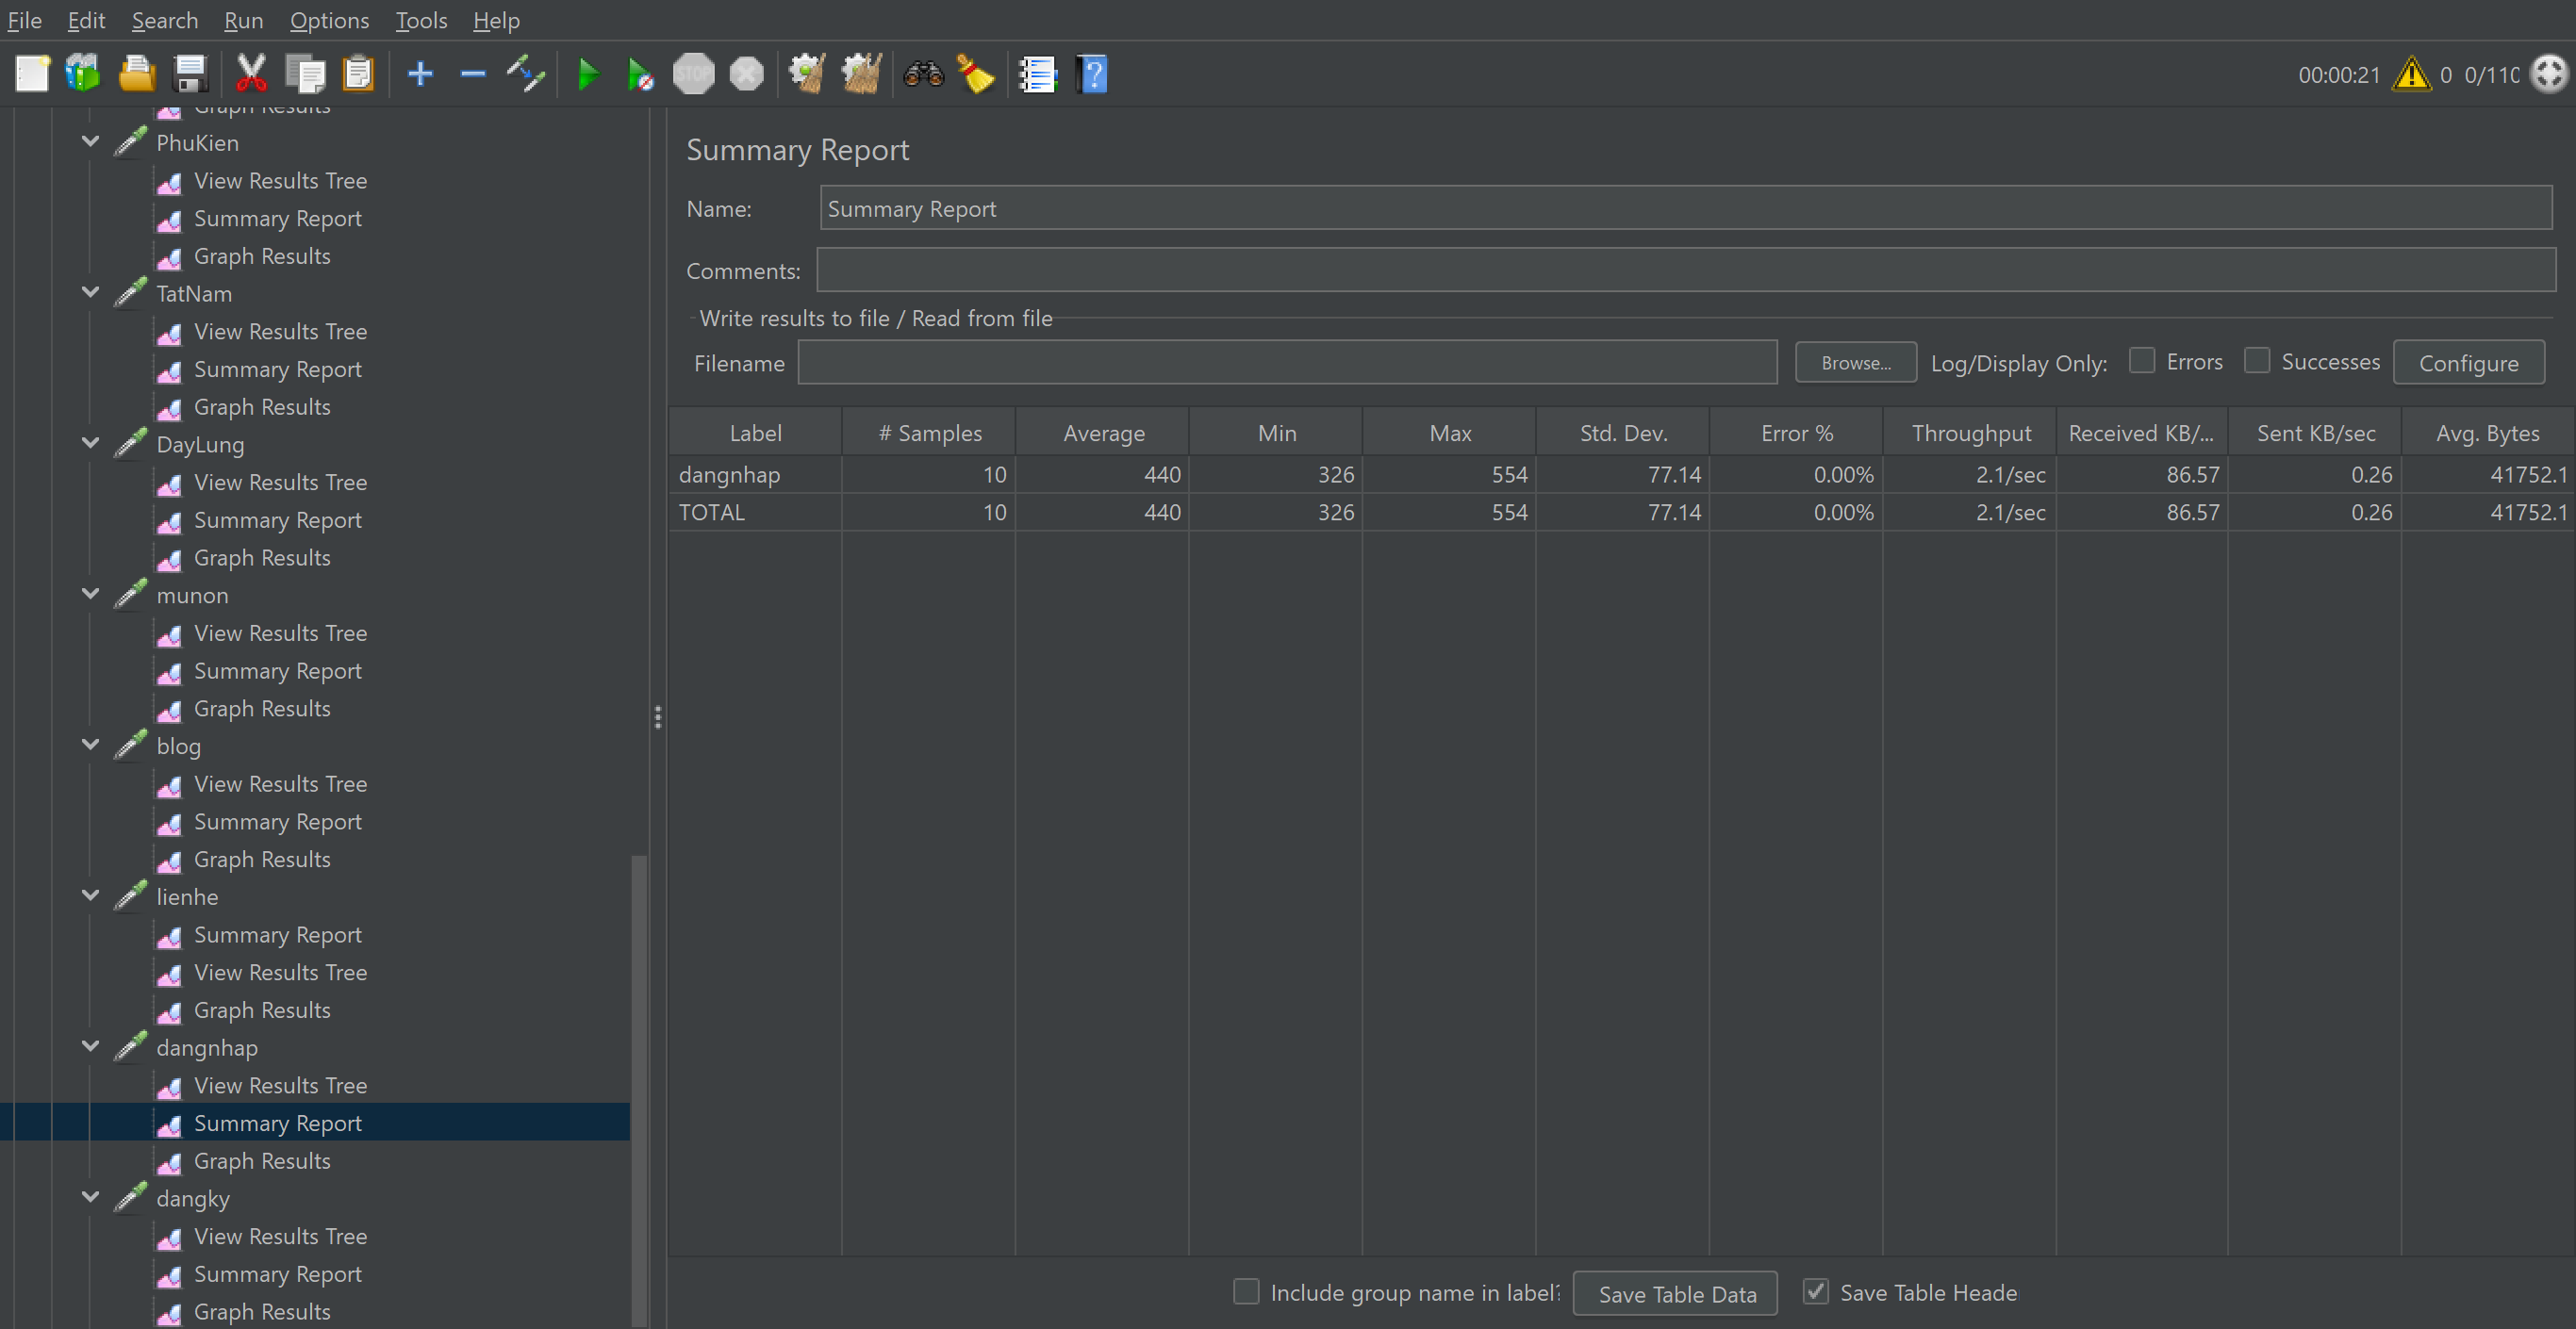 File Edit Search Run Options Tools Help
STOP
00:00:21 0 0/110
Graph Results
PhuKien
View Results Tree
Summary Report
Graph Results
TatNam
View Results Tree
Summary Report
Graph Results
DayLung
View Results Tree
Summary Report
Graph Results
munon
View Results Tree
Summary Report
Graph Results
blog
View Results Tree
Summary Report
Graph Results
lienhe
Summary Report
View Results Tree
Graph Results
dangnhap
View Results Tree
Summary Report
Graph Results
dangky
View Results Tree
Summary Report
Graph Results
Summary Report
Name: Summary Report
Comments:
Write results to file / Read from file
Filename Browse... Log/Display Only: Errors Successes Configure
Label # Samples Average Min Max Std. Dev. Error % Throughput Received KB/... Sent KB/sec Avg. Bytes
dangnhap 10 440 326 554 77.14 0.00% 2.1/sec 86.57 0.26 41752.1
TOTAL 10 440 326 554 77.14 0.00% 2.1/sec 86.57 0.26 41752.1
Include group name in label? Save Table Data Save Table Heade